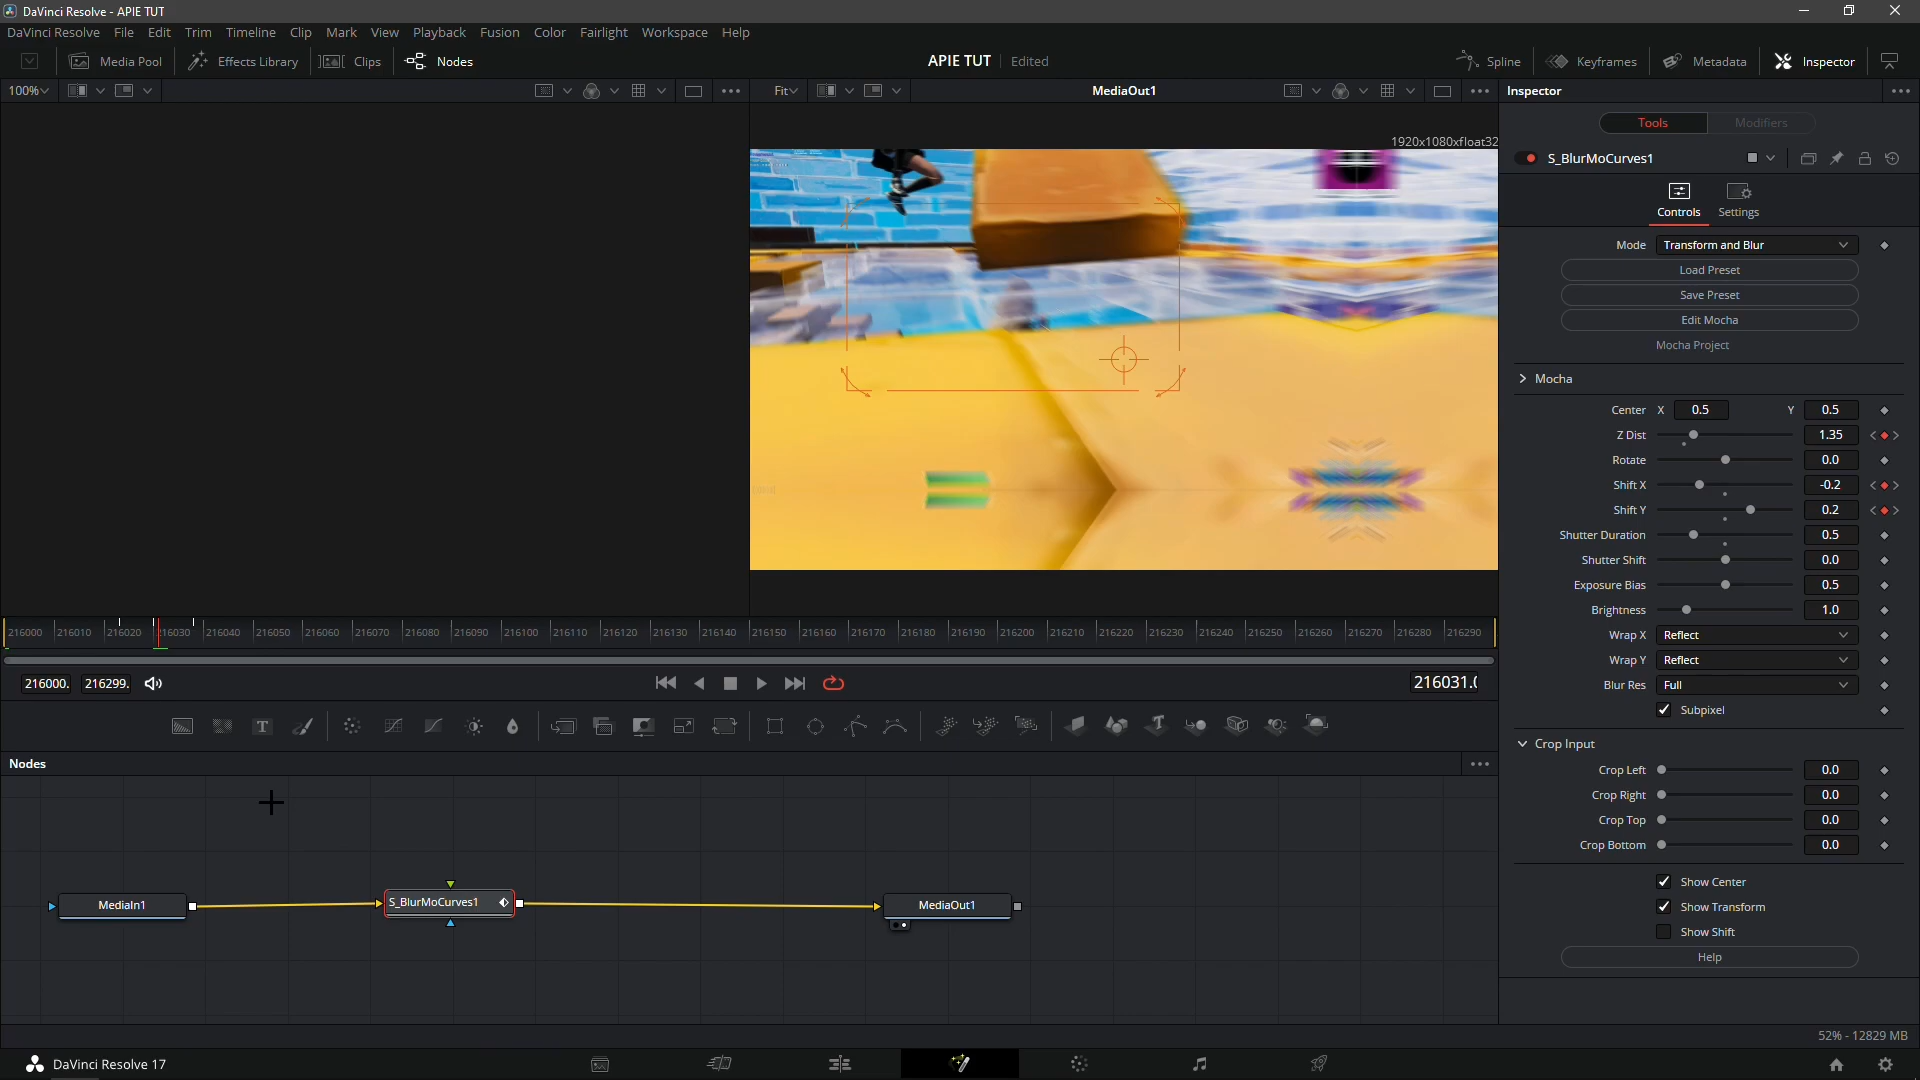 DaVinci Resolve - APIE TUT
DaVinci Resolve File Edit Trim Timeline Clip Mark View Playback Fusion Color Fairlight Workspace Help
Media Pool Effects Library Clips Nodes APIE TUT Edited Spline Keyframes Metadata Inspector
100% Fit MediaOut1 Inspector
Tools Modifiers
1920x1080xfloat32
S_BlurMoCurves1
Controls Settings
Mode Transform and Blur
Load Preset
Save Preset
Edit Mocha
Mocha Project
Mocha
Center X 0.5 Y 0.5
Z Dist 1.35
Rotate 0.0
Shift X -0.2
Shift Y 0.2
Shutter Duration 0.5
Shutter Shift 0.0
Exposure Bias 0.5
Brightness 1.0
Wrap X Reflect
Wrap Y Reflect
Blur Res Full
Subpixel
Crop Input
Crop Left 0.0
Crop Right 0.0
Crop Top 0.0
Crop Bottom 0.0
Show Center
Show Transform
Show Shift
Help
216000 216010 216020 216030 216040 216050 216060 216070 216080 216090 216100 216110 216120 216130 216140 216150 216160 216170 216180 216190 216200 216210 216220 216230 216240 216250 216260 216270 216280 216290
216000. 216299. 216031.0
Nodes
MediaIn1 S_BlurMoCurves1 MediaOut1
52% - 12829 MB
DaVinci Resolve 17